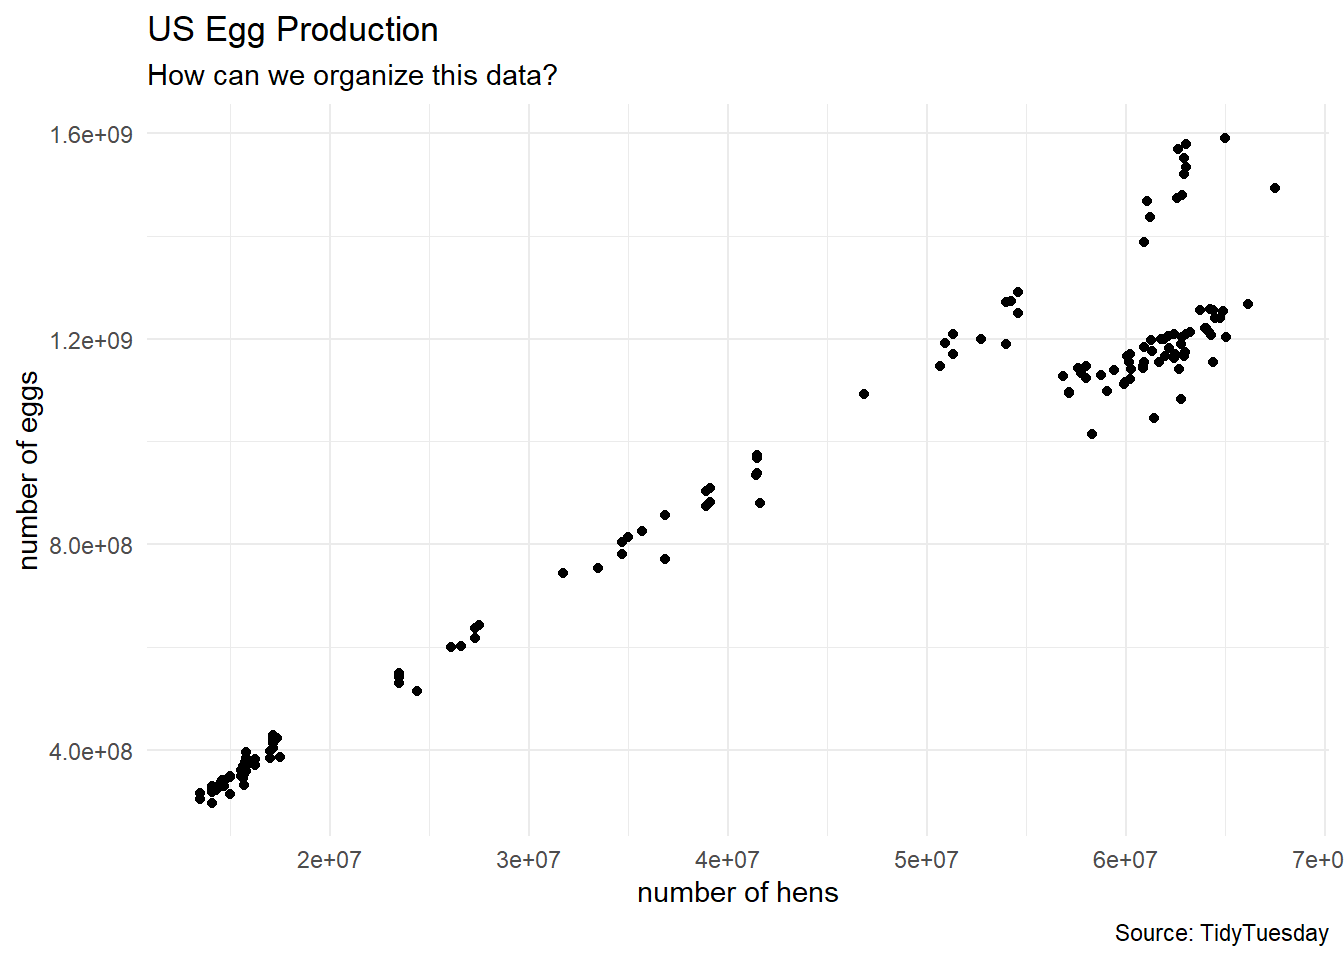 US Egg Production
How can we organize this data?
1.6e+09
1.2e+09
8.0e+08
4.0e+08
number of eggs
2e+07 3e+07 4e+07 5e+07 6e+07 7e+0
number of hens
Source: TidyTuesday